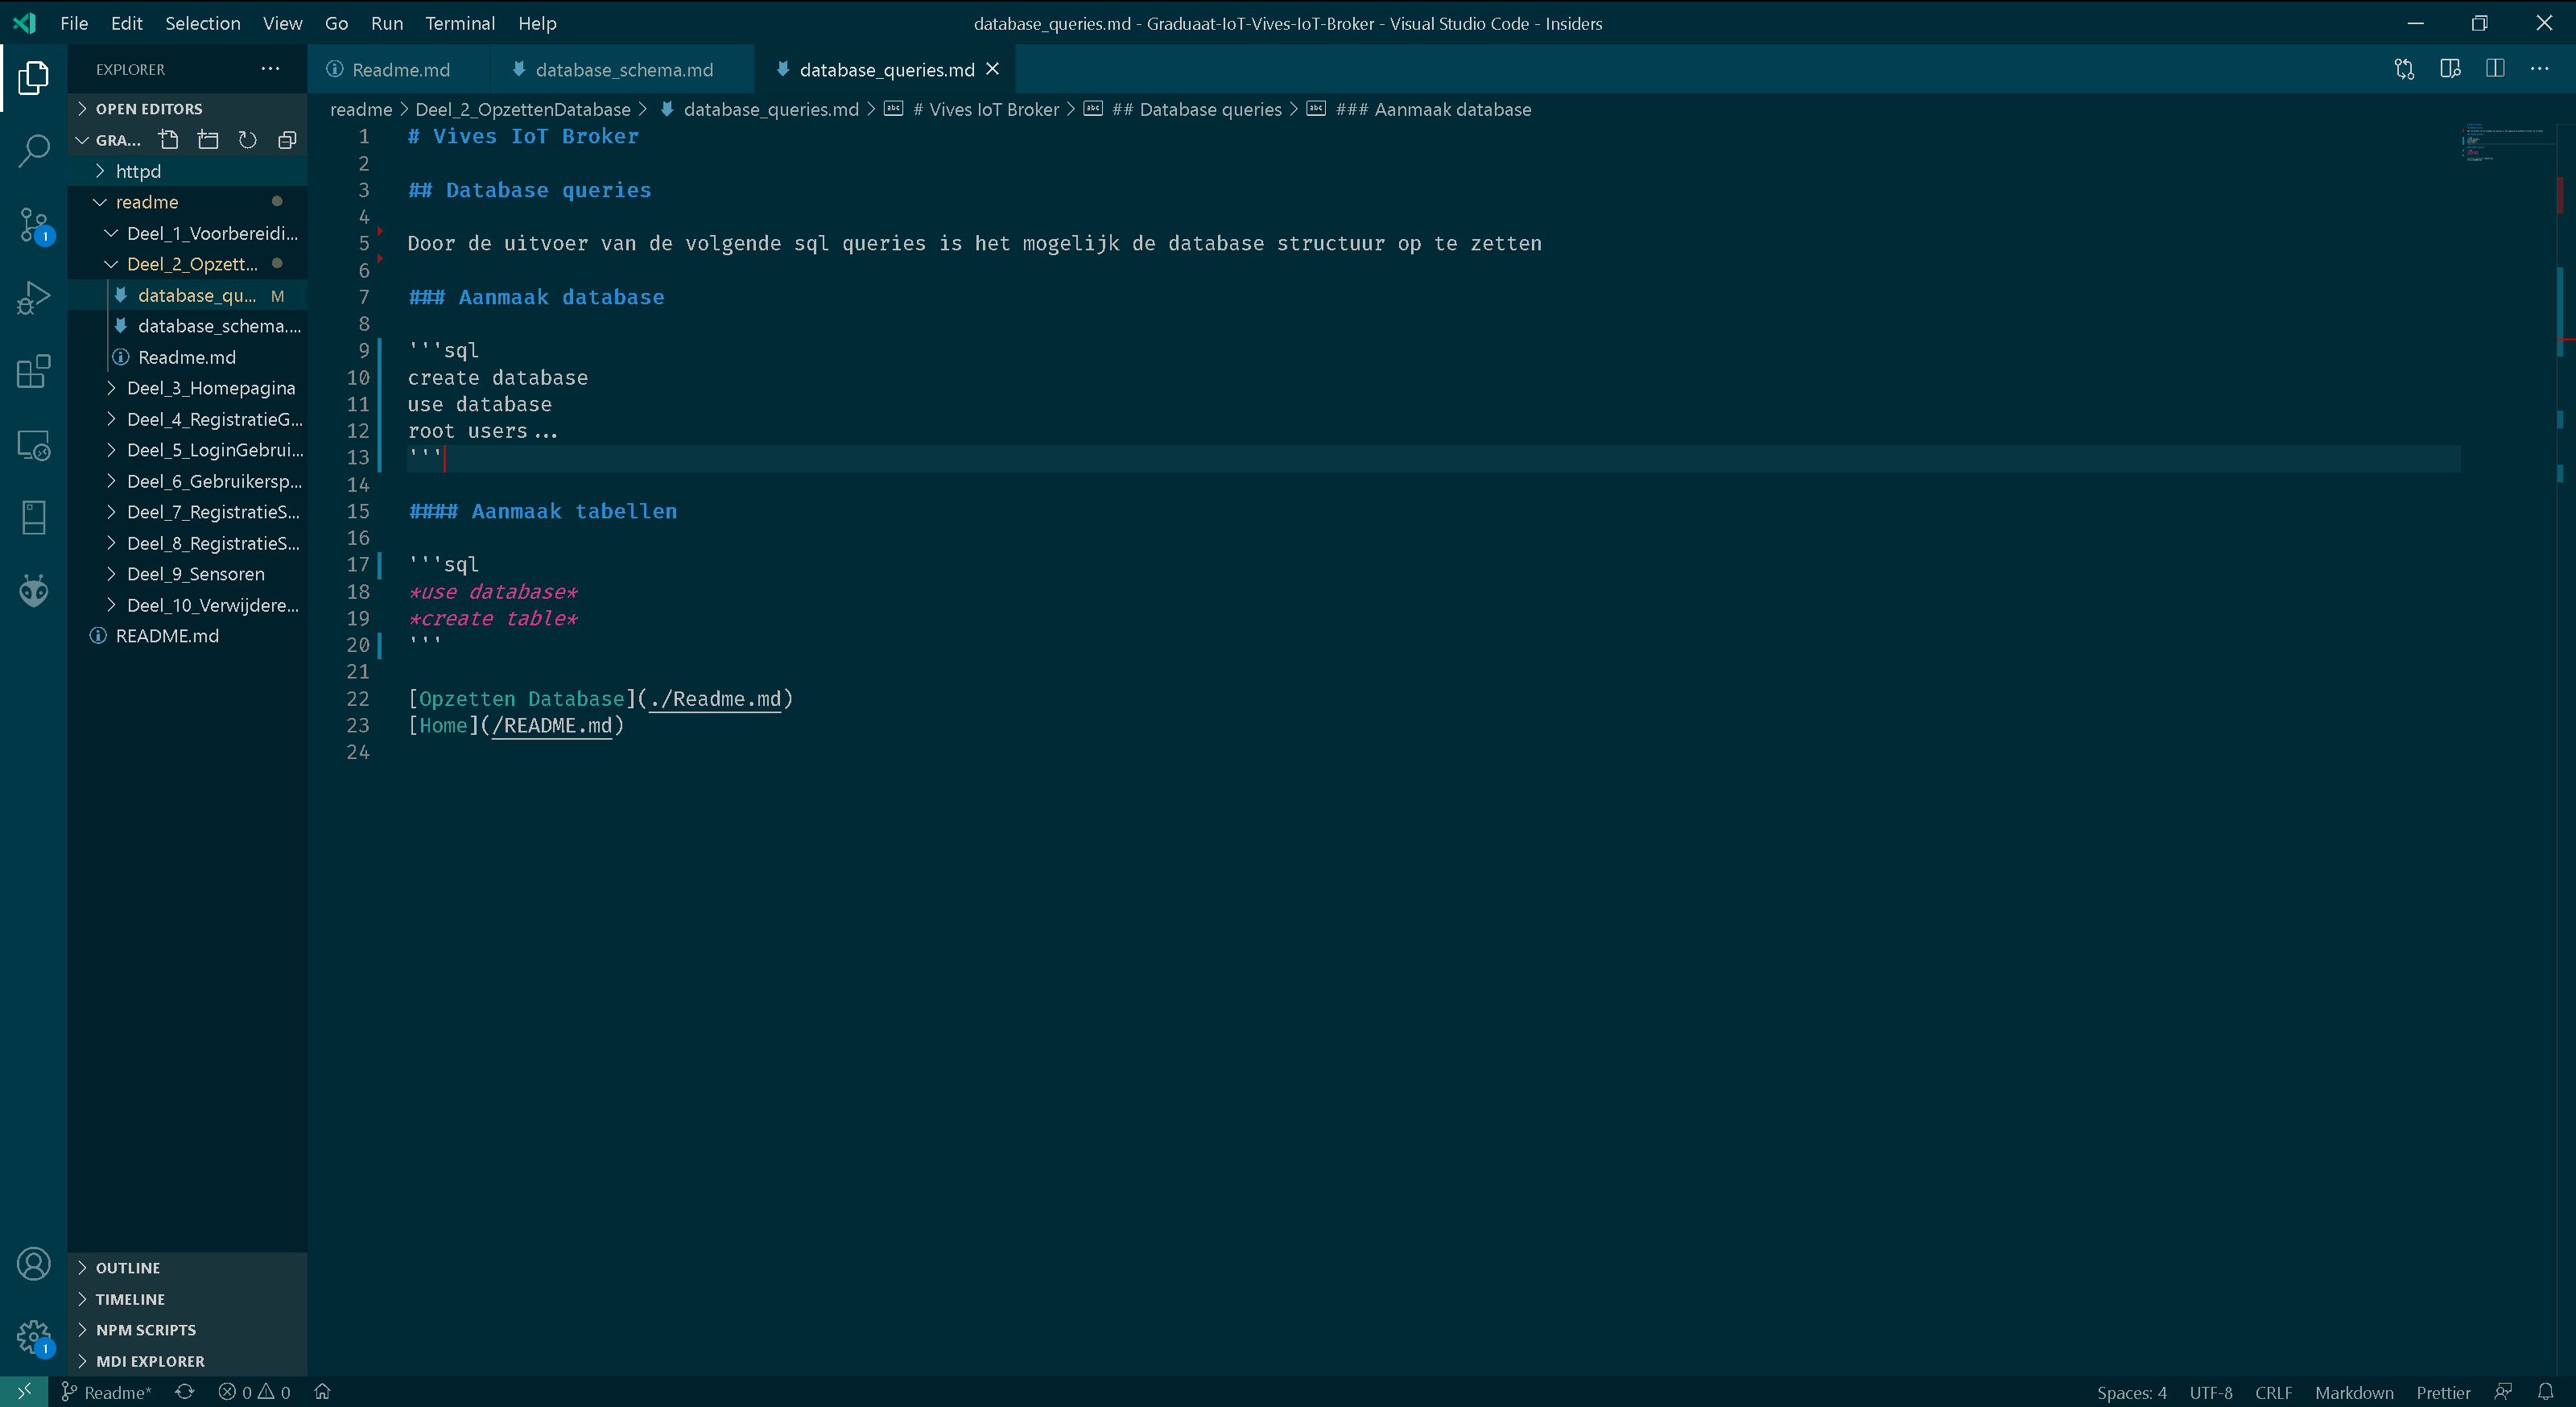 File Edit Selection View Go Run Terminal Help
database_queries.md - Graduaat-IoT-Vives-IoT-Broker - Visual Studio Code - Insiders
EXPLORER
Readme.md
database_schema.md
database_queries.md
OPEN EDITORS
GRA...
httpd
readme
Deel_1_Voorbereidi...
Deel_2_Opzett...
database_qu... M
database_schema....
Readme.md
Deel_3_Homepagina
Deel_4_RegistratieG...
Deel_5_LoginGebrui...
Deel_6_Gebruikersp...
Deel_7_RegistratieS...
Deel_8_RegistratieS...
Deel_9_Sensoren
Deel_10_Verwijdere...
README.md
1
1
OUTLINE
TIMELINE
NPM SCRIPTS
MDI EXPLORER
readme > Deel_2_OpzettenDatabase > database_queries.md > # Vives IoT Broker > ## Database queries > ### Aanmaak database
1 # Vives IoT Broker
2
3 ## Database queries
4
5 Door de uitvoer van de volgende sql queries is het mogelijk de database structuur op te zetten
6
7 ### Aanmaak database
8
9 '''sql
10 create database
11 use database
12 root users...
13 '''
14
15 #### Aanmaak tabellen
16
17 '''sql
18 *use database*
19 *create table*
20 '''
21
22 [Opzetten Database](./Readme.md)
23 [Home](/README.md)
24
Readme* 0 0
Spaces: 4 UTF-8 CRLF Markdown Prettier